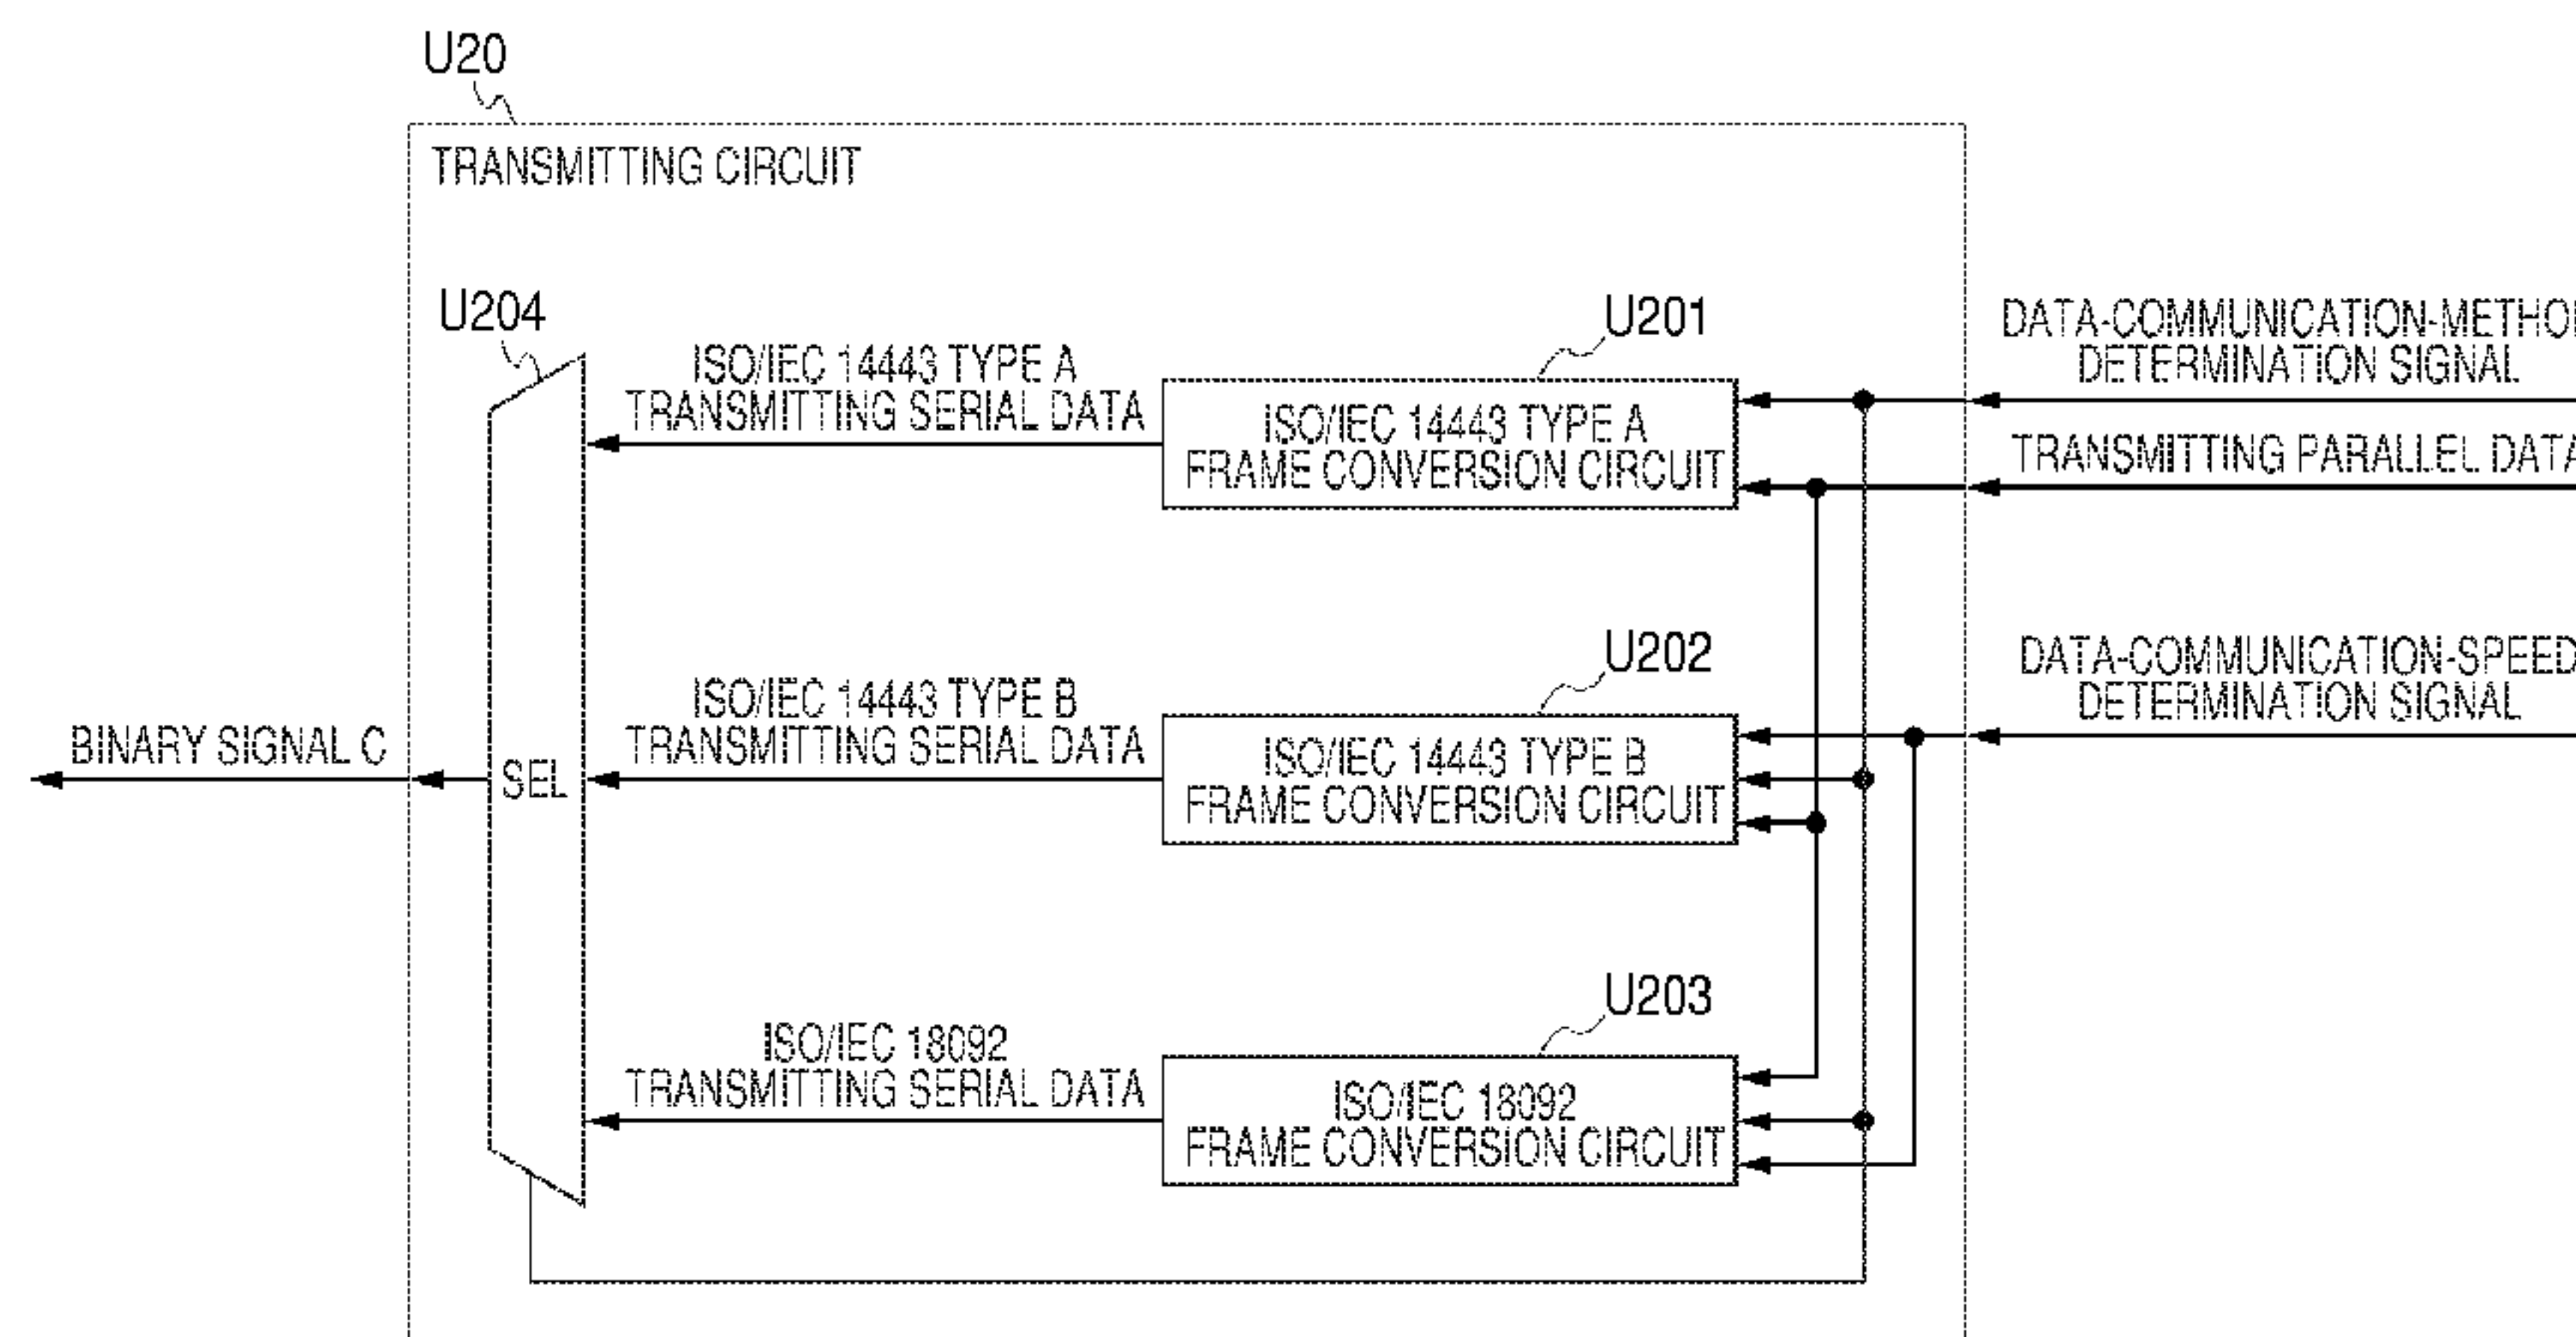 U20
TRANSMITTING CIRCUIT
U204
ISO/IEC 14443 TYPE A
TRANSMITTING SERIAL DATA
U201
ISO/IEC 14443 TYPE A
FRAME CONVERSION CIRCUIT
DATA-COMMUNICATION-METHO
DETERMINATION SIGNAL
TRANSMITTING PARALLEL DATA
BINARY SIGNAL C
SEL
ISO/IEC 14443 TYPE B
TRANSMITTING SERIAL DATA
U202
ISO/IEC 14443 TYPE B
FRAME CONVERSION CIRCUIT
DATA-COMMUNICATION-SPEED
DETERMINATION SIGNAL
ISO/IEC 18092
TRANSMITTING SERIAL DATA
U203
ISO/IEC 18092
FRAME CONVERSION CIRCUIT